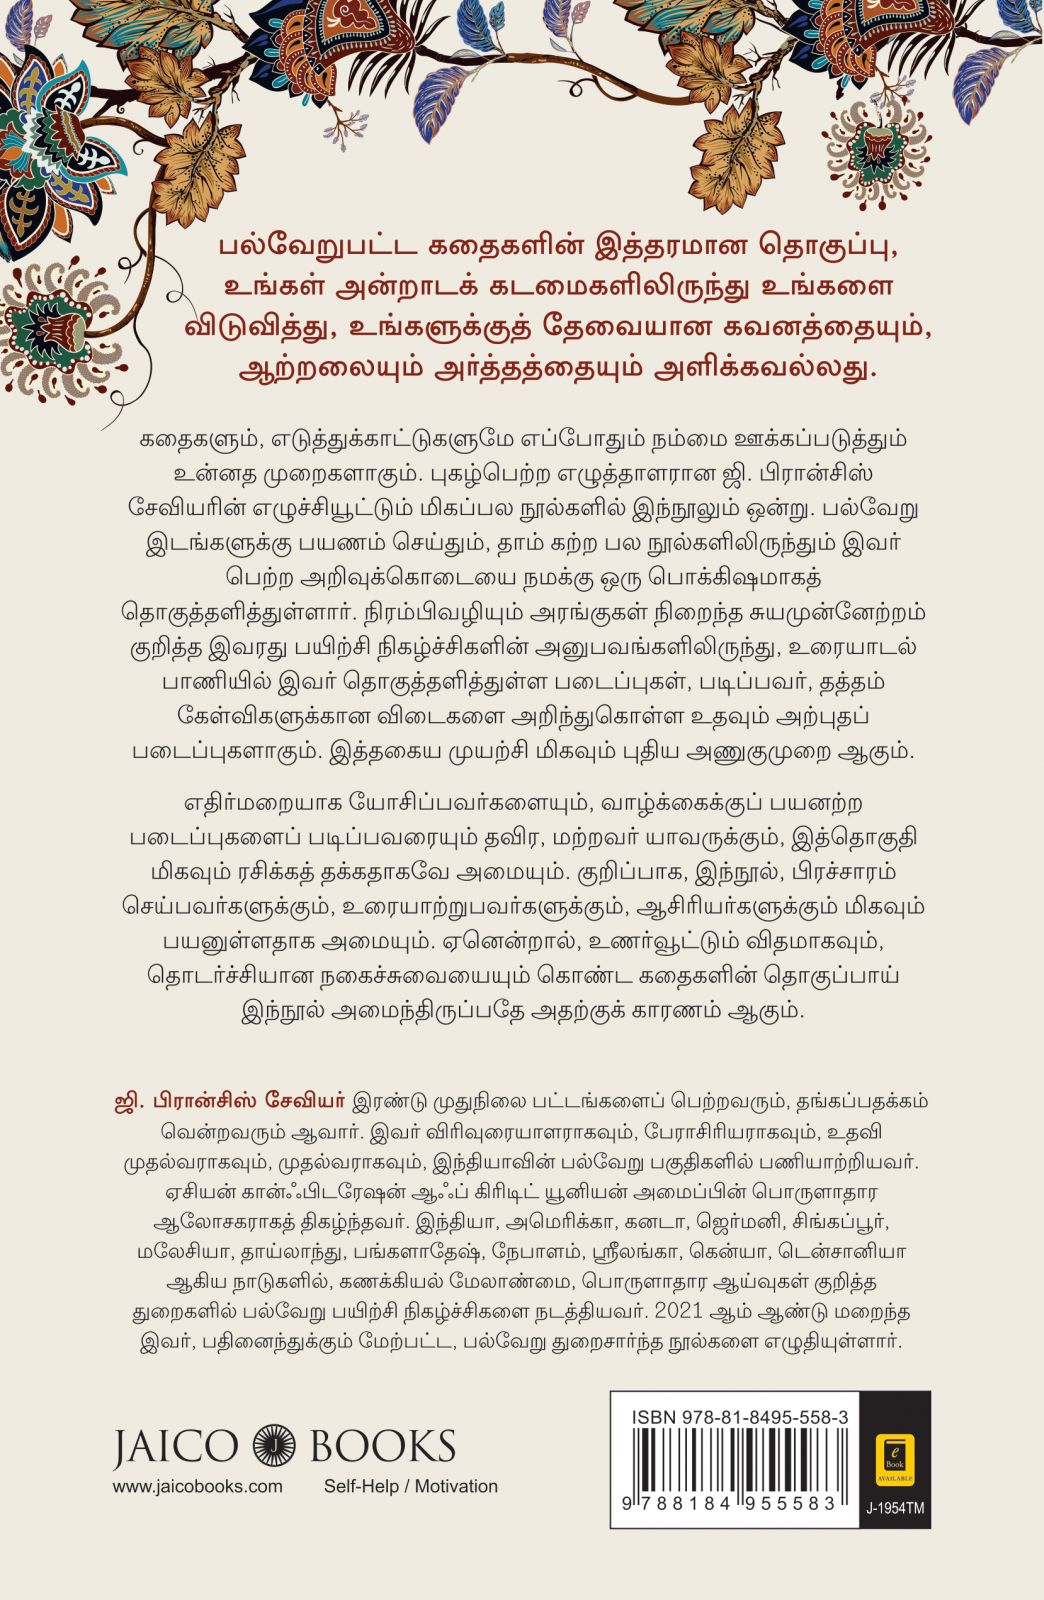 பல்வேறுபட்ட கதைகளின் இத்தரமான தொகுப்பு,
உங்கள் அன்றாடக் கடமைகளிலிருந்து உங்களை
விடுவித்து, உங்களுக்குத் தேவையான கவனத்தையும்,
ஆற்றலையும் அர்த்தத்தையும் அளிக்கவல்லது.
கதைகளும், எடுத்துக்காட்டுகளுமே எப்போதும் நம்மை ஊக்கப்படுத்தும்
உன்னத முறைகளாகும். புகழ்பெற்ற எழுத்தாளரான ஜி. பிரான்சிஸ்
சேவியரின் எழுச்சியூட்டும் மிகப்பல நூல்களில் இந்நூலும் ஒன்று. பல்வேறு
இடங்களுக்கு பயணம் செய்தும், தாம் கற்ற பல நூல்களிலிருந்தும் இவர்
பெற்ற அறிவுக்கொடையை நமக்கு ஒரு பொக்கிஷமாகத்
தொகுத்தளித்துள்ளார். நிரம்பிவழியும் அரங்குகள் நிறைந்த சுயமுன்னேற்றம்
குறித்த இவரது பயிற்சி நிகழ்ச்சிகளின் அனுபவங்களிலிருந்து, உரையாடல்
பாணியில் இவர் தொகுத்தளித்துள்ள படைப்புகள், படிப்பவர், தத்தம்
கேள்விகளுக்கான விடைகளை அறிந்துகொள்ள உதவும் அற்புதப்
படைப்புகளாகும். இத்தகைய முயற்சி மிகவும் புதிய அணுகுமுறை ஆகும்.
எதிர்மறையாக யோசிப்பவர்களையும், வாழ்க்கைக்குப் பயனற்ற
படைப்புகளைப் படிப்பவரையும் தவிர, மற்றவர் யாவருக்கும், இத்தொகுதி
மிகவும் ரசிக்கத் தக்கதாகவே அமையும். குறிப்பாக, இந்நூல், பிரச்சாரம்
செய்பவர்களுக்கும், உரையாற்றுபவர்களுக்கும், ஆசிரியர்களுக்கும் மிகவும்
பயனுள்ளதாக அமையும். ஏனென்றால், உணர்வூட்டும் விதமாகவும்,
தொடர்ச்சியான நகைச்சுவையையும் கொண்ட கதைகளின் தொகுப்பாய்
இந்நூல் அமைந்திருப்பதே அதற்குக் காரணம் ஆகும்.
ஜி. பிரான்சிஸ் சேவியர் இரண்டு முதுநிலை பட்டங்களைப் பெற்றவரும், தங்கப்பதக்கம்
வென்றவரும் ஆவார். இவர் விரிவுரையாளராகவும், பேராசிரியராகவும், உதவி
முதல்வராகவும், முதல்வராகவும், இந்தியாவின் பல்வேறு பகுதிகளில் பணியாற்றியவர்.
ஏசியன் கான்ஃபிடரேஷன் ஆஃப் கிரிடிட் யூனியன் அமைப்பின் பொருளாதார
ஆலோசகராகத் திகழ்ந்தவர். இந்தியா, அமெரிக்கா, கனடா, ஜெர்மனி, சிங்கப்பூர்,
மலேசியா, தாய்லாந்து, பங்களாதேஷ், நேபாளம், ஸ்ரீலங்கா, கென்யா, டென்சானியா
ஆகிய நாடுகளில், கணக்கியல் மேலாண்மை, பொருளாதார ஆய்வுகள் குறித்த
துறைகளில் பல்வேறு பயிற்சி நிகழ்ச்சிகளை நடத்தியவர். 2021 ஆம் ஆண்டு மறைந்த
இவர், பதினைந்துக்கும் மேற்பட்ட, பல்வேறு துறைசார்ந்த நூல்களை எழுதியுள்ளார்.
JAICO J BOOKS
www.jaicobooks.com Self-Help / Motivation
ISBN 978-81-8495-558-3
9 788184 955583
e
Book
AVAILABLE
J-1954TM